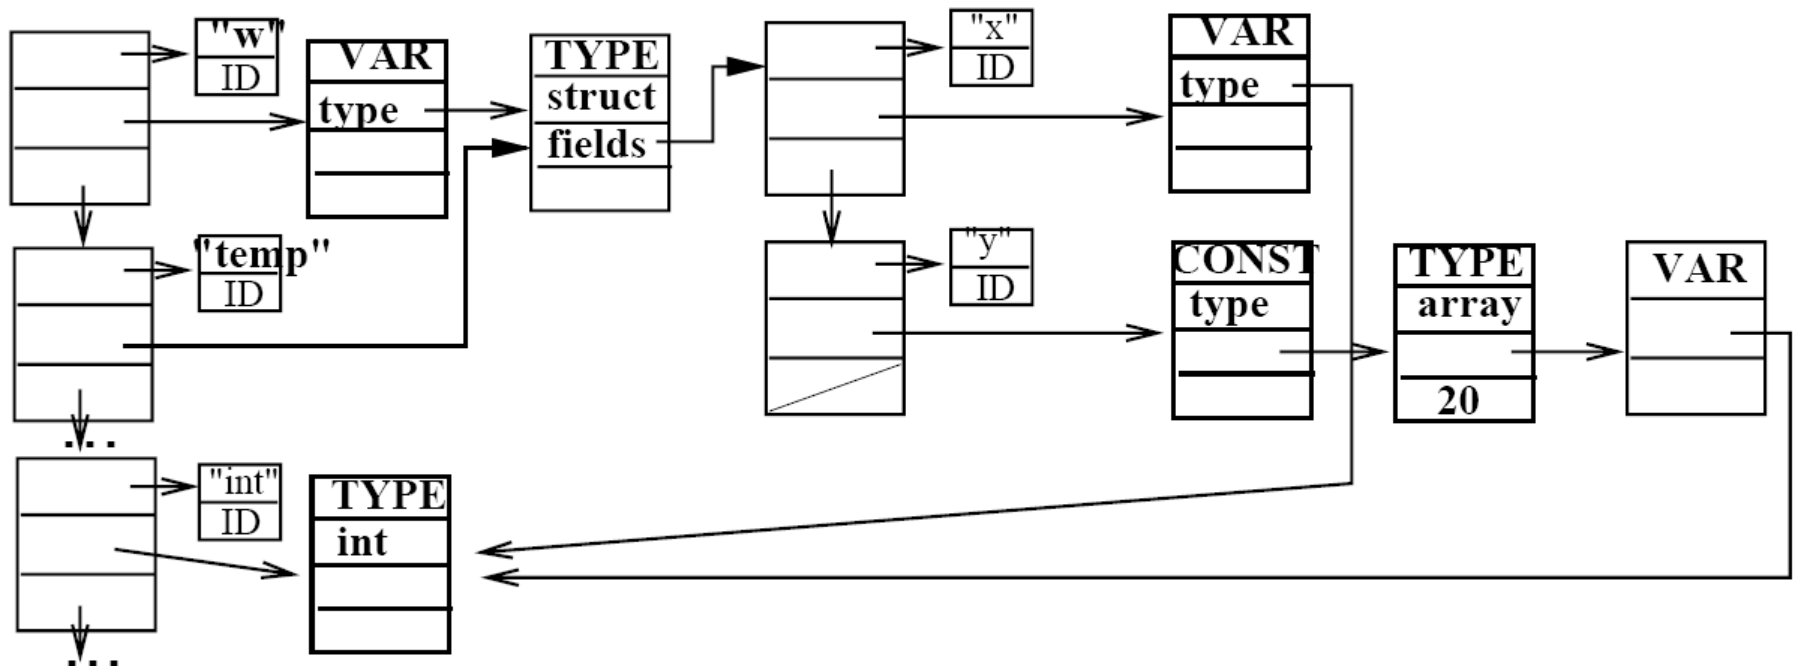 "w"
ID
VAR
type
TYPE
struct
fields
"x"
ID
VAR
type
"temp"
ID
"y"
ID
CONST
type
TYPE
array
20
VAR
...
"int"
ID
TYPE
int
...